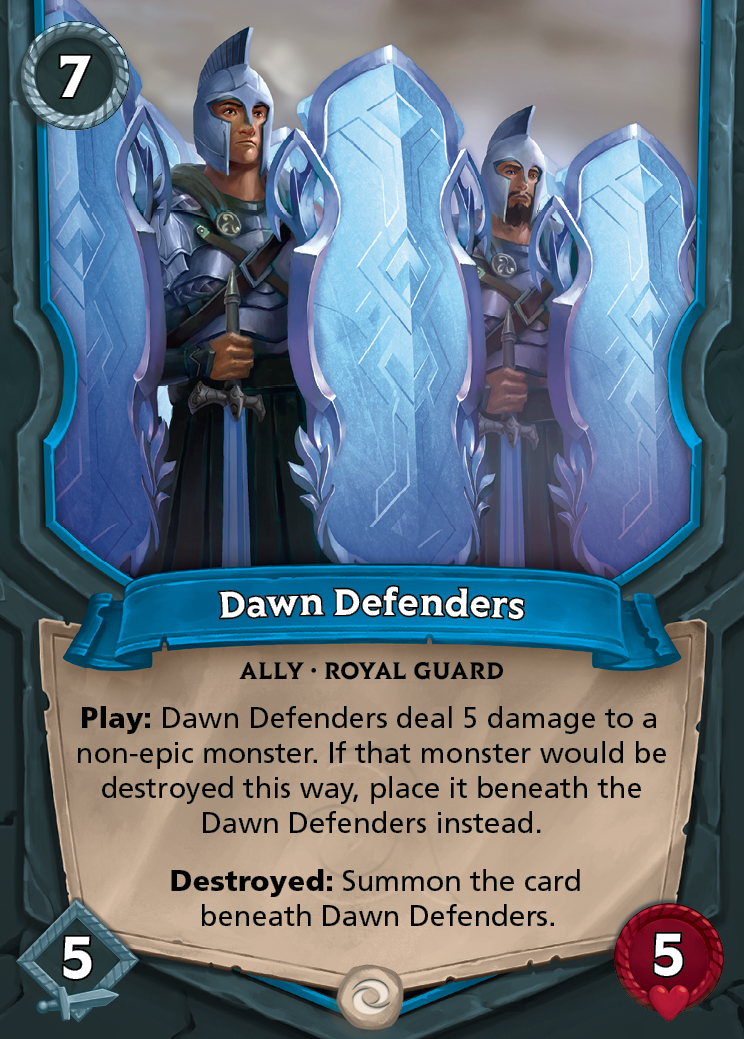 7
Dawn Defenders
ALLY · ROYAL GUARD
Play: Dawn Defenders deal 5 damage to a
non-epic monster. If that monster would be
destroyed this way, place it beneath the
Dawn Defenders instead.
Destroyed: Summon the card
beneath Dawn Defenders.
5
5